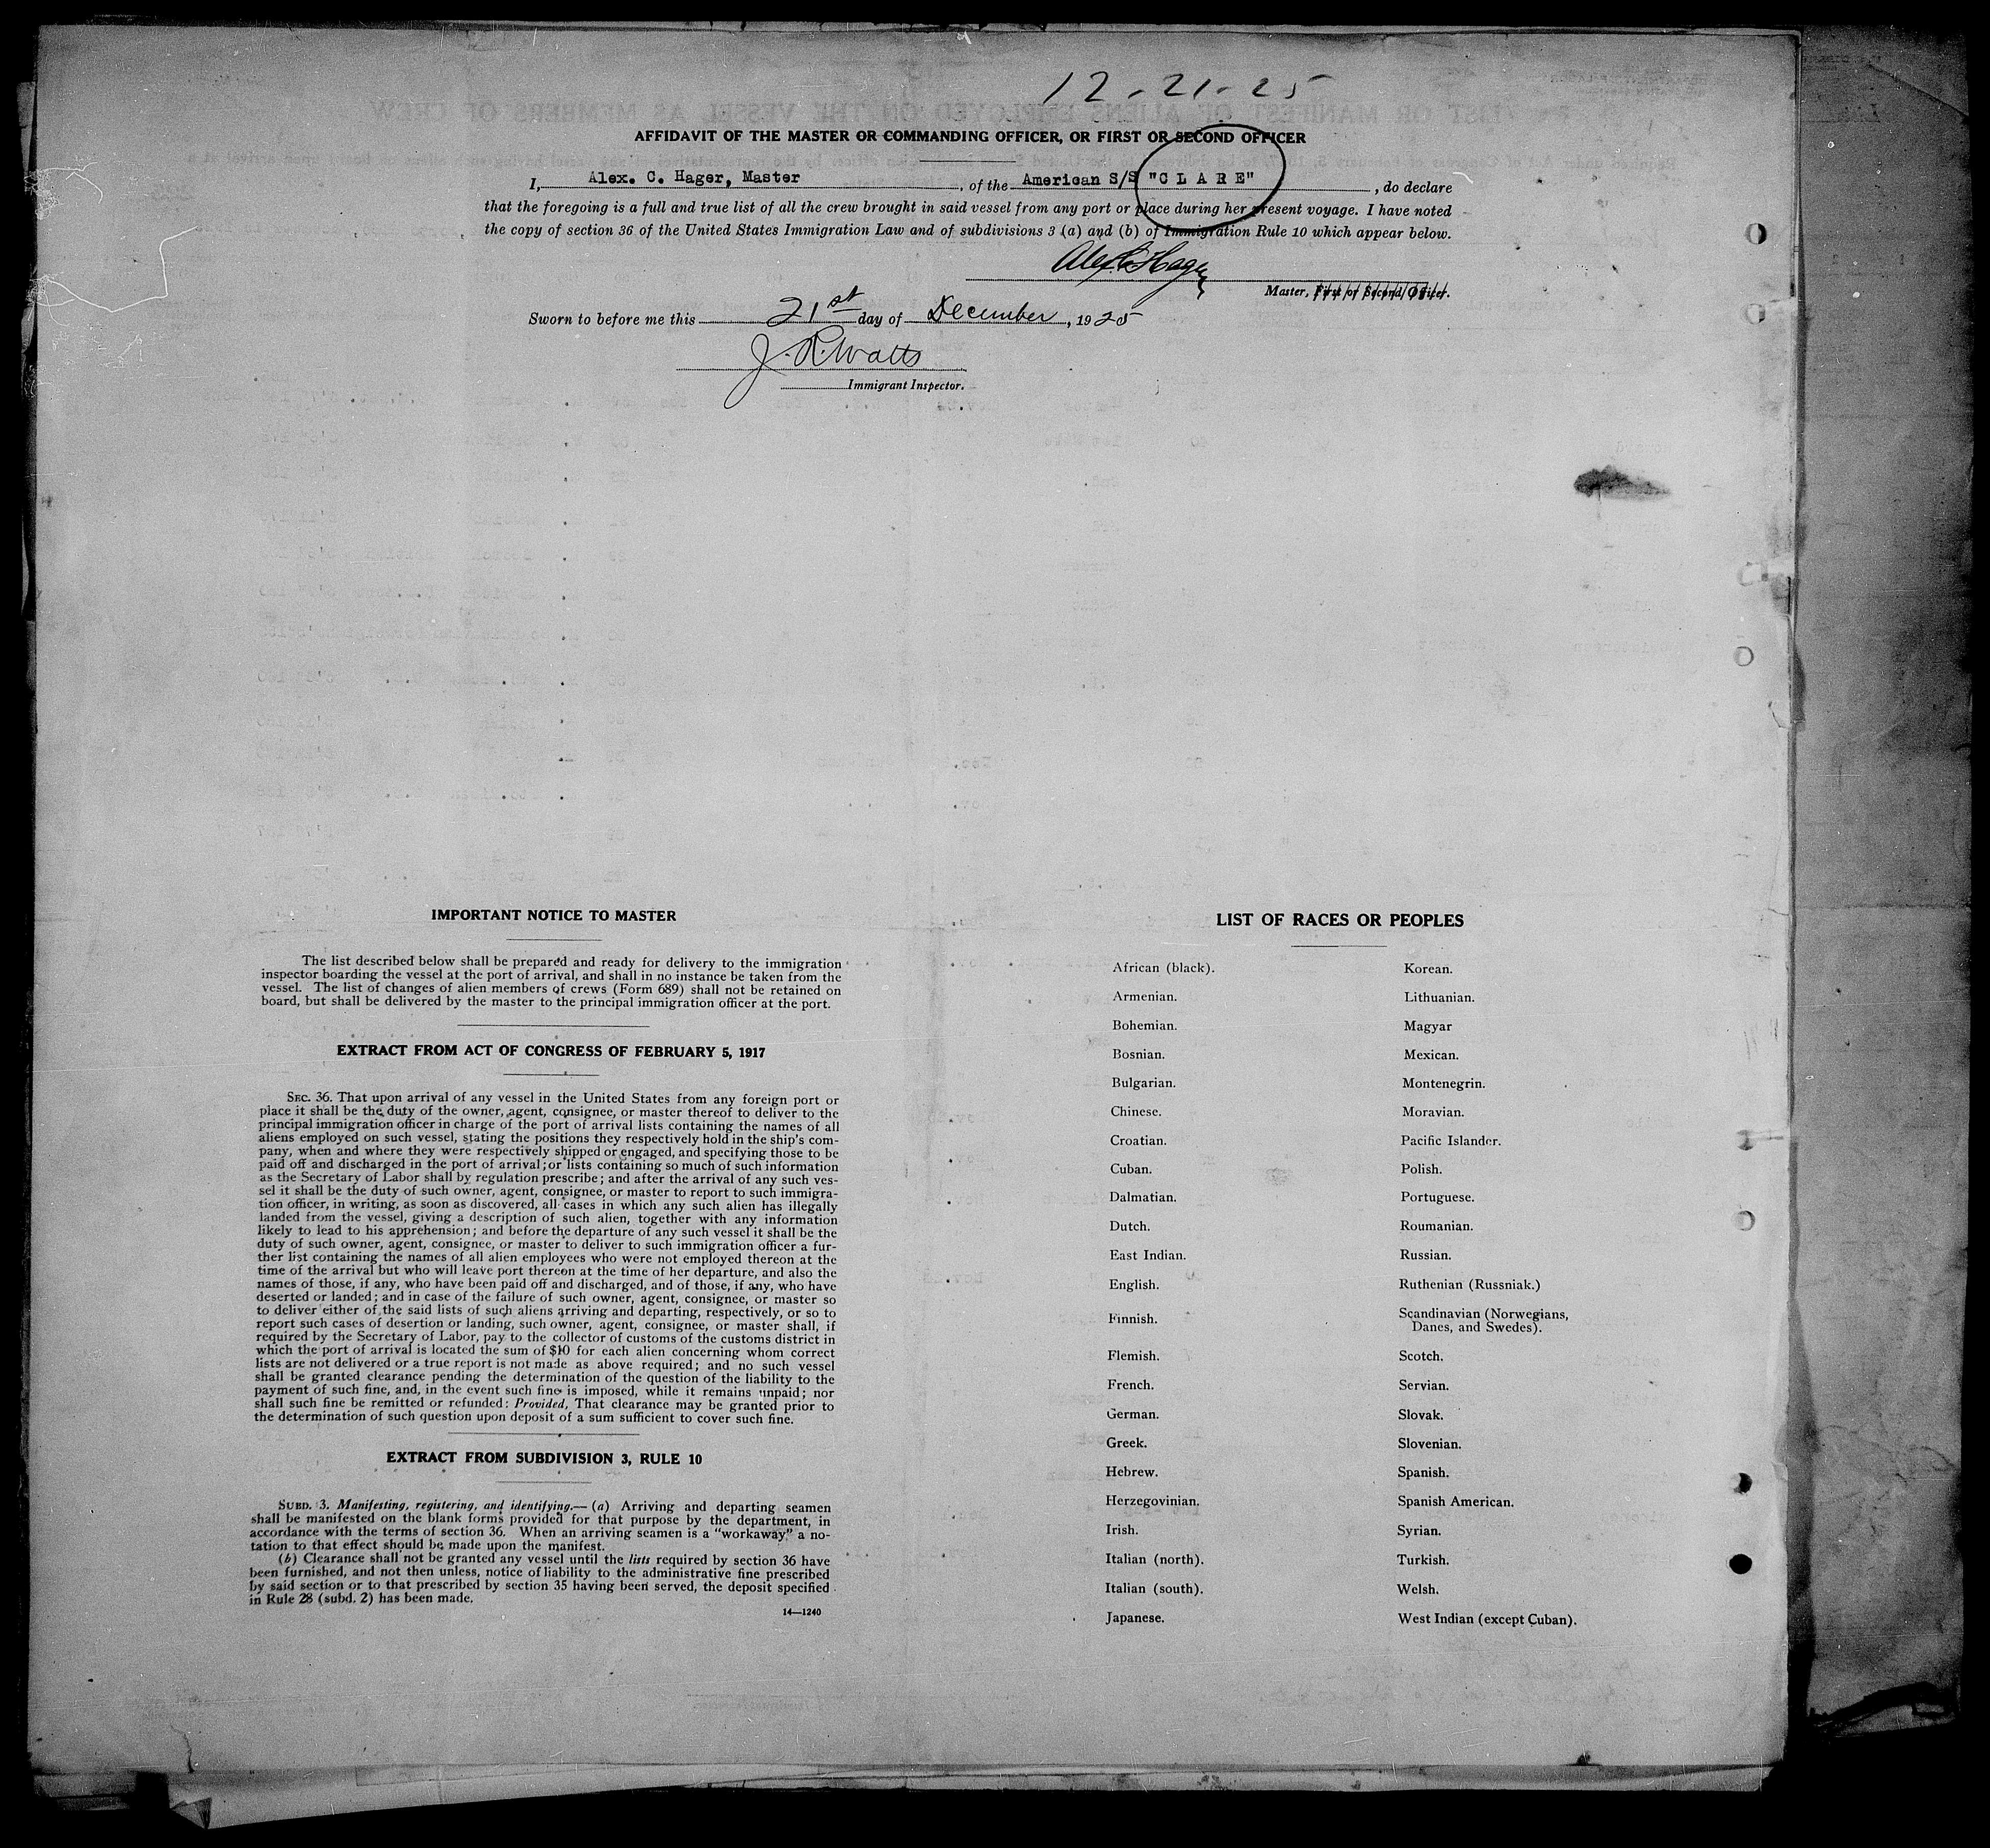 12-21-25
AFFIDAVIT OF THE MASTER OR COMMANDING OFFICER, OR FIRST OR SECOND OFFICER
I, Alex. C. Hager, Master, of the American S/S "C L A R E", do declare
that the foregoing is a full and true list of all the crew brought in said vessel from any port or place during her present voyage. I have noted
the copy of section 36 of the United States Immigration Law and of subdivisions 3 (a) and (b) of Immigration Rule 10 which appear below.
Alex C Hager
Master, First or Second Officer.
Sworn to before me this 21st day of December, 1925
J. R. Watts
Immigrant Inspector.
IMPORTANT NOTICE TO MASTER
The list described below shall be prepared and ready for delivery to the immigration
inspector boarding the vessel at the port of arrival, and shall in no instance be taken from the
vessel. The list of changes of alien members of crews (Form 689) shall not be retained on
board, but shall be delivered by the master to the principal immigration officer at the port.
EXTRACT FROM ACT OF CONGRESS OF FEBRUARY 5, 1917
SEC. 36. That upon arrival of any vessel in the United States from any foreign port or
place it shall be the duty of the owner, agent, consignee, or master thereof to deliver to the
principal immigration officer in charge of the port of arrival lists containing the names of all
aliens employed on such vessel, stating the positions they respectively hold in the ship's com-
pany, when and where they were respectively shipped or engaged, and specifying those to be
paid off and discharged in the port of arrival; or lists containing so much of such information
as the Secretary of Labor shall by regulation prescribe; and after the arrival of any such ves-
sel it shall be the duty of such owner, agent, consignee, or master to report to such immigra-
tion officer, in writing, as soon as discovered, all cases in which any such alien has illegally
landed from the vessel, giving a description of such alien, together with any information
likely to lead to his apprehension; and before the departure of any such vessel it shall be the
duty of such owner, agent, consignee, or master to deliver to such immigration officer a fur-
ther list containing the names of all alien employees who were not employed thereon at the
time of the arrival but who will leave port thereon at the time of her departure, and also the
names of those, if any, who have been paid off and discharged, and of those, if any, who have
deserted or landed; and in case of the failure of such owner, agent, consignee, or master so
to deliver either of the said lists of such aliens arriving and departing, respectively, or so to
report such cases of desertion or landing, such owner, agent, consignee, or master shall, if
required by the Secretary of Labor, pay to the collector of customs of the customs district in
which the port of arrival is located the sum of $10 for each alien concerning whom correct
lists are not delivered or a true report is not made as above required; and no such vessel
shall be granted clearance pending the determination of the question of the liability to the
payment of such fine, and, in the event such fine is imposed, while it remains unpaid; nor
shall such fine be remitted or refunded: Provided, That clearance may be granted prior to
the determination of such question upon deposit of a sum sufficient to cover such fine.
EXTRACT FROM SUBDIVISION 3, RULE 10
SUBD. 3. Manifesting, registering, and identifying.—(a) Arriving and departing seamen
shall be manifested on the blank forms provided for that purpose by the department, in
accordance with the terms of section 36. When an arriving seamen is a "workaway" a no-
tation to that effect should be made upon the manifest.
(b) Clearance shall not be granted any vessel until the lists required by section 36 have
been furnished, and not then unless, notice of liability to the administrative fine prescribed
by said section or to that prescribed by section 35 having been served, the deposit specified
in Rule 28 (subd. 2) has been made.
14—1240
LIST OF RACES OR PEOPLES
African (black).
Armenian.
Bohemian.
Bosnian.
Bulgarian.
Chinese.
Croatian.
Cuban.
Dalmatian.
Dutch.
East Indian.
English.
Finnish.
Flemish.
French.
German.
Greek.
Hebrew.
Herzegovinian.
Irish.
Italian (north).
Italian (south).
Japanese.
Korean.
Lithuanian.
Magyar
Mexican.
Montenegrin.
Moravian.
Pacific Islander.
Polish.
Portuguese.
Roumanian.
Russian.
Ruthenian (Russniak.)
Scandinavian (Norwegians,
Danes, and Swedes).
Scotch.
Servian.
Slovak.
Slovenian.
Spanish.
Spanish American.
Syrian.
Turkish.
Welsh.
West Indian (except Cuban).